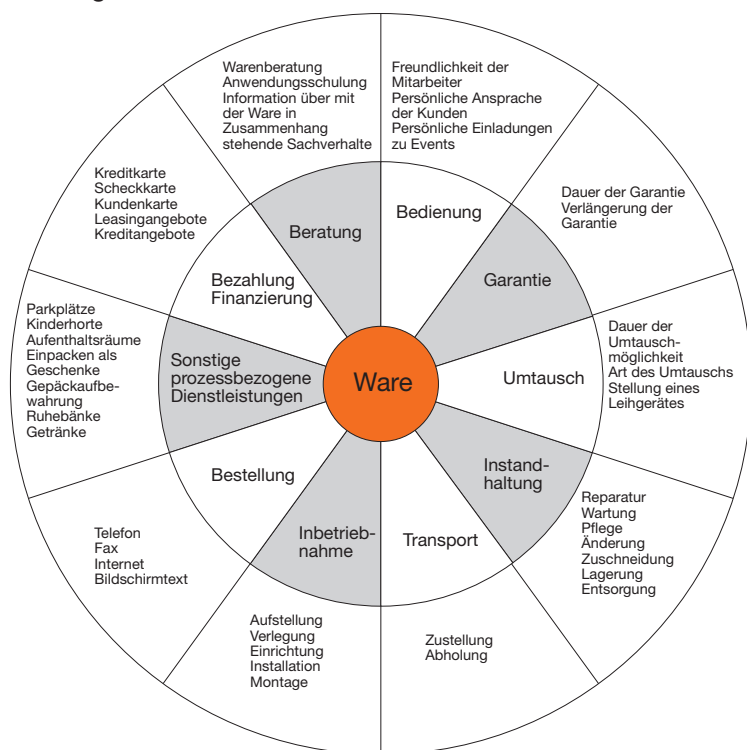 Warenberatung
Anwendungsschulung
Information über mit
der Ware in
Zusammenhang
stehende Sachverhalte
Freundlichkeit der
Mitarbeiter
Persönliche Ansprache
der Kunden
Persönliche Einladungen
zu Events
Kreditkarte
Scheckkarte
Kundenkarte
Leasingangebote
Kreditangebote
Dauer der Garantie
Verlängerung der
Garantie
Beratung
Bedienung
Bezahlung
Finanzierung
Garantie
Parkplätze
Kinderhorte
Aufenthaltsräume
Einpacken als
Geschenke
Gepäckaufbe-
wahrung
Ruhebänke
Getränke
Sonstige
prozessbezogene
Dienstleistungen
Ware
Umtausch
Dauer der
Umtausch-
möglichkeit
Art des Umtauschs
Stellung eines
Leihgerätes
Bestellung
Instand-
haltung
Inbetrieb-
nahme
Transport
Telefon
Fax
Internet
Bildschirmtext
Reparatur
Wartung
Pflege
Änderung
Zuschneidung
Lagerung
Entsorgung
Aufstellung
Verlegung
Einrichtung
Installation
Montage
Zustellung
Abholung